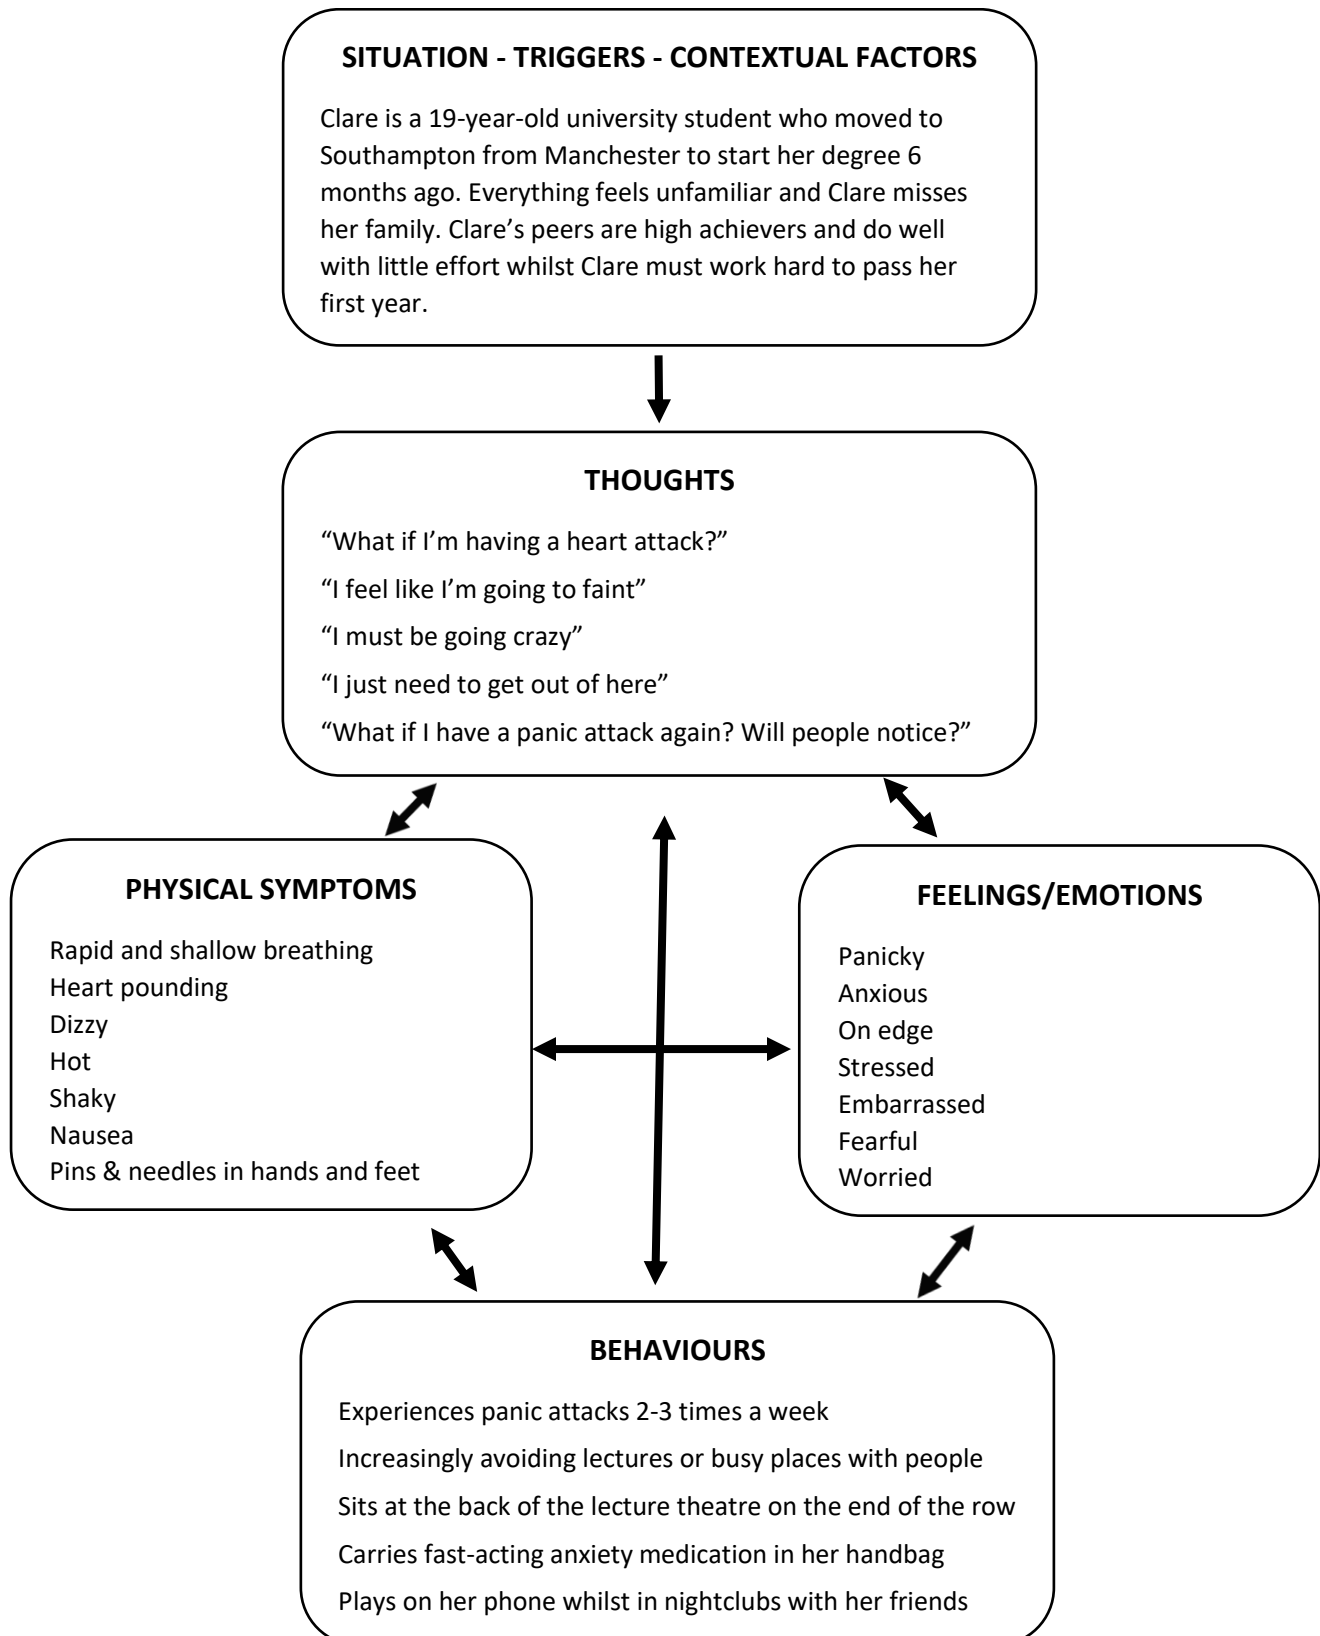 SITUATION - TRIGGERS - CONTEXTUAL FACTORS
Clare is a 19-year-old university student who moved to
Southampton from Manchester to start her degree 6
months ago. Everything feels unfamiliar and Clare misses
her family. Clare’s peers are high achievers and do well
with little effort whilst Clare must work hard to pass her
first year.
THOUGHTS
“What if I’m having a heart attack?”
“I feel like I’m going to faint”
“I must be going crazy”
“I just need to get out of here”
“What if I have a panic attack again? Will people notice?”
PHYSICAL SYMPTOMS
Rapid and shallow breathing
Heart pounding
Dizzy
Hot
Shaky
Nausea
Pins & needles in hands and feet
FEELINGS/EMOTIONS
Panicky
Anxious
On edge
Stressed
Embarrassed
Fearful
Worried
BEHAVIOURS
Experiences panic attacks 2-3 times a week
Increasingly avoiding lectures or busy places with people
Sits at the back of the lecture theatre on the end of the row
Carries fast-acting anxiety medication in her handbag
Plays on her phone whilst in nightclubs with her friends